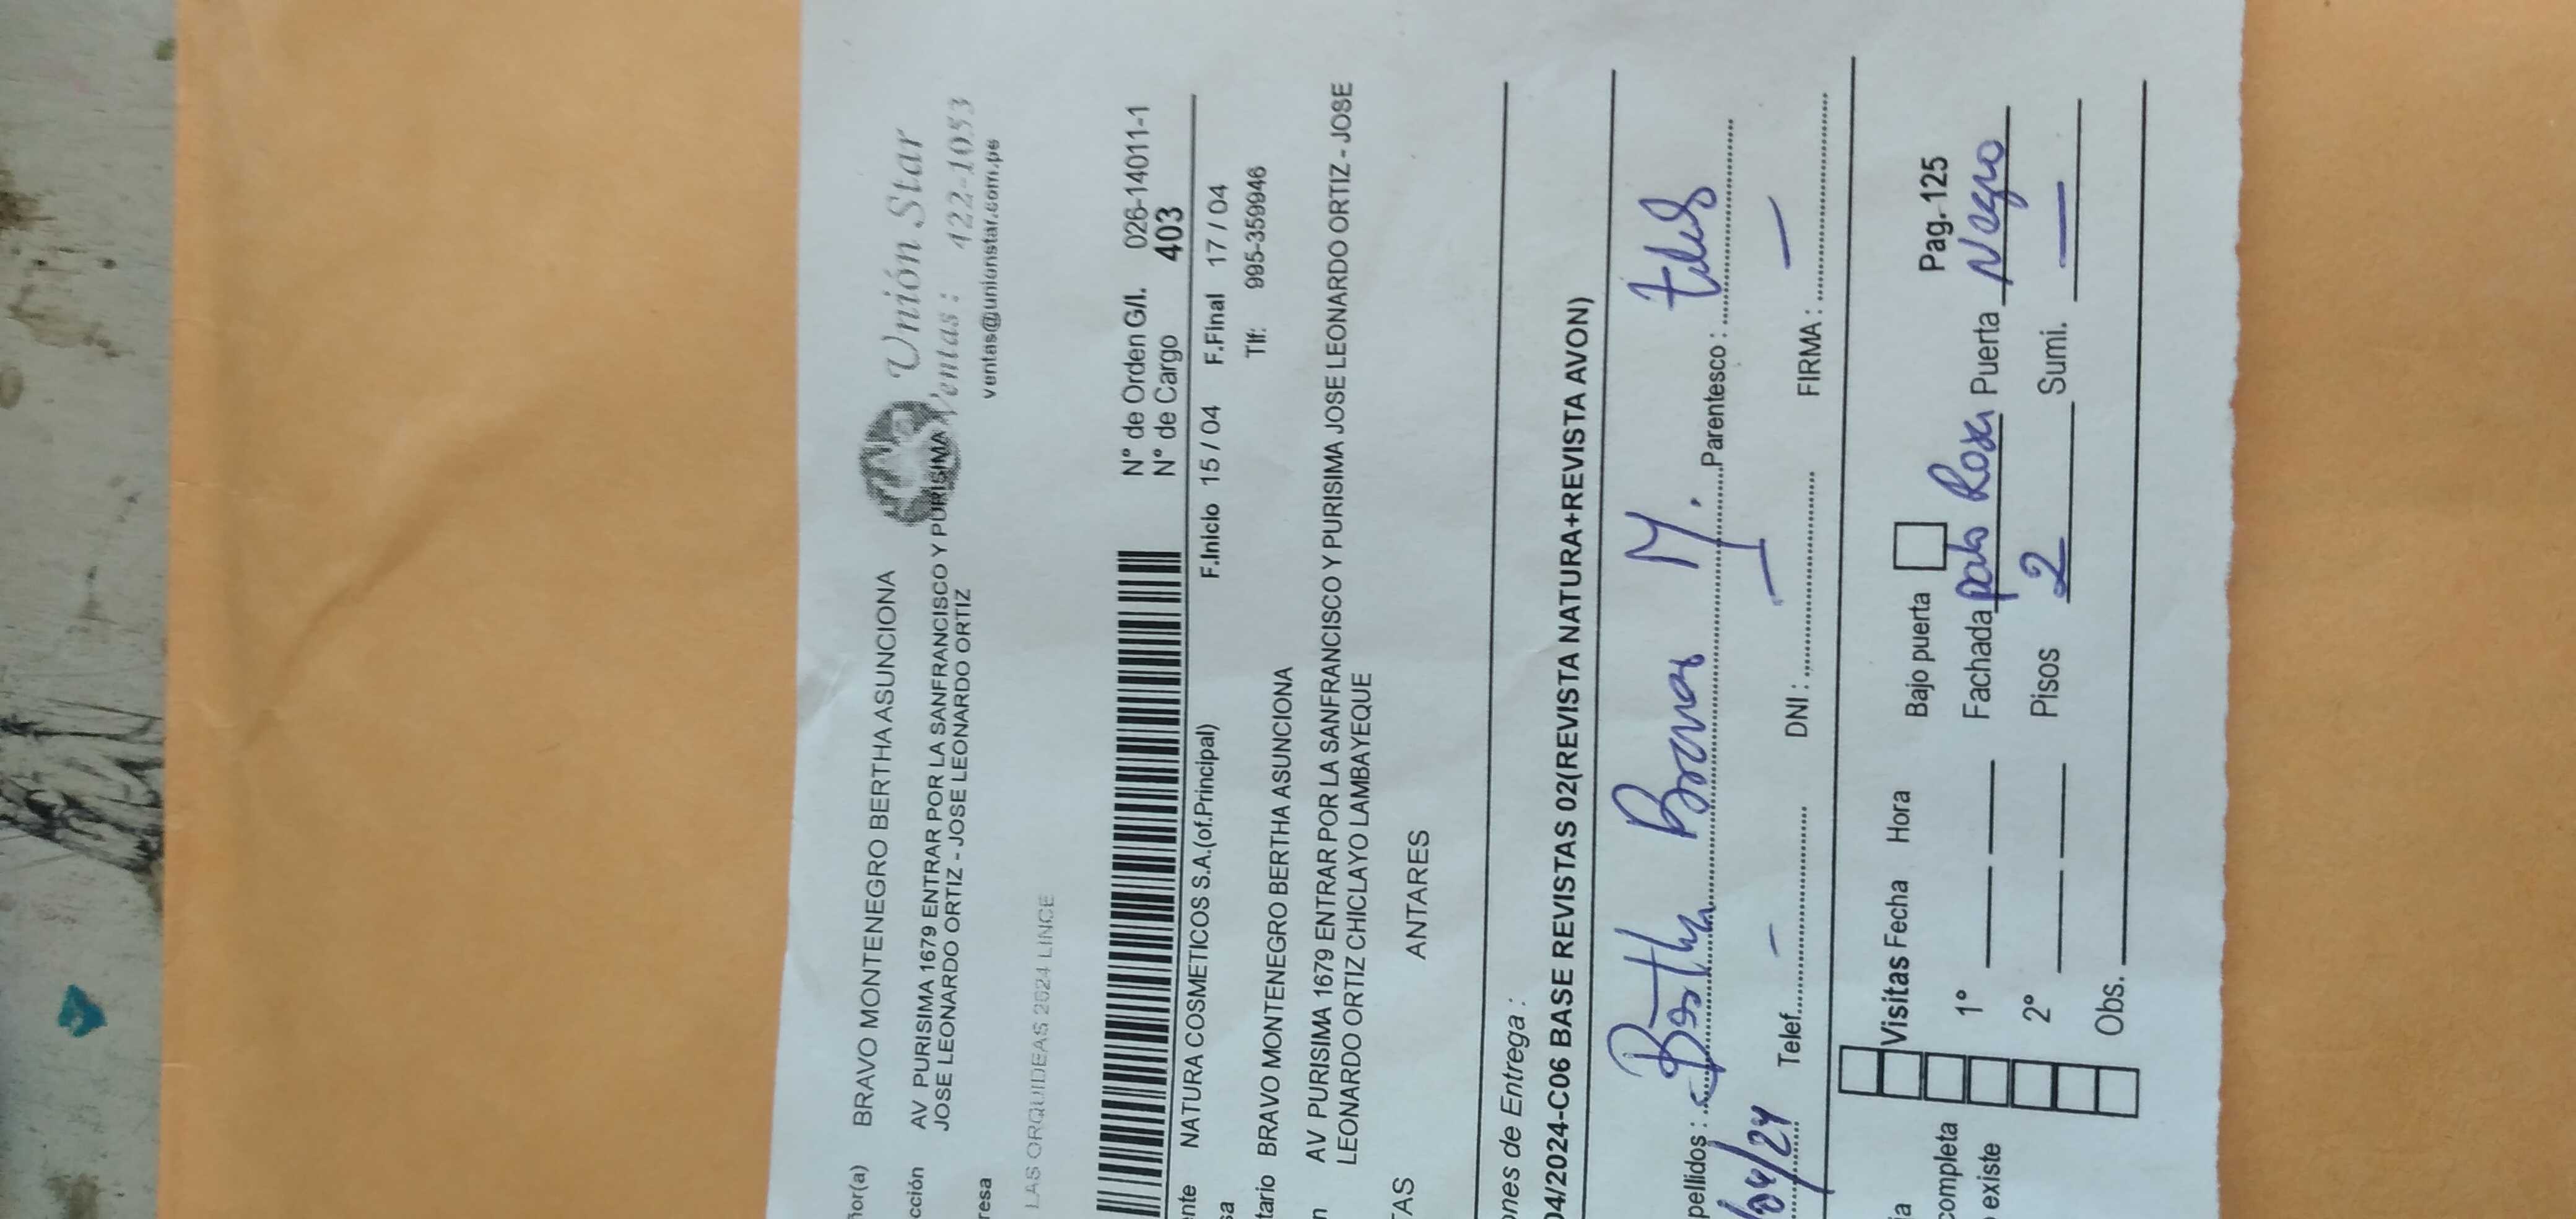 Unión Star
Ventas: 422-1053
ventas@unionstar.com.pe
ñor(a) BRAVO MONTENEGRO BERTHA ASUNCIONA
cción AV PURISIMA 1679 ENTRAR POR LA SANFRANCISCO Y PURISIMA
JOSE LEONARDO ORTIZ - JOSE LEONARDO ORTIZ
resa
LAS ORQUIDEAS 2624 LINCE
N° de Orden G/I. 026-14011-1
N° de Cargo 403
nte NATURA COSMETICOS S.A.(of.Principal) F.Inicio 15 / 04 F.Final 17 / 04
sa
tario BRAVO MONTENEGRO BERTHA ASUNCIONA Tlf: 995-359946
n AV PURISIMA 1679 ENTRAR POR LA SANFRANCISCO Y PURISIMA JOSE LEONARDO ORTIZ - JOSE
LEONARDO ORTIZ CHICLAYO LAMBAYEQUE
TAS ANTARES
ones de Entrega :
04/2024-C06 BASE REVISTAS 02(REVISTA NATURA+REVISTA AVON)
pellidos : Bertha Bravo M. Parentesco :
/04/24 Telef. - DNI : - FIRMA : -
Visitas Fecha Hora Bajo puerta Pag.-125
1° Fachada Palo Rosa Puerta Negro
2° Pisos 2 Sumi. -
Obs.
a
completa
existe